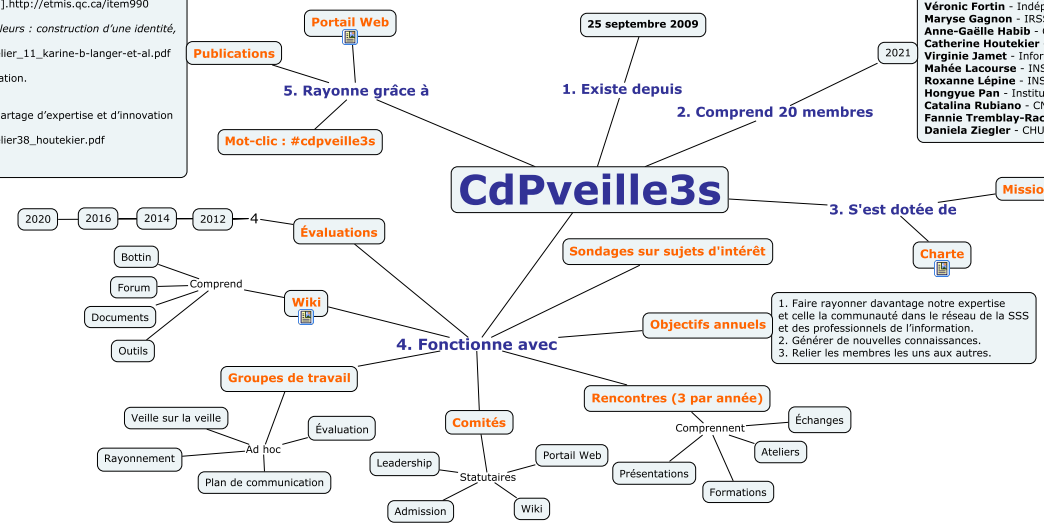 ].http://etmis.qc.ca/item990
leurs : construction d'une identité,
elier_11_karine-b-langer-et-al.pdf
ation.
artage d'expertise et d'innovation
elier38_houtekier.pdf
Portail Web
Publications
5. Rayonne grâce à
Mot-clic : #cdpveille3s
25 septembre 2009
1. Existe depuis
2021
2. Comprend 20 membres
Véronic Fortin - Indép
Maryse Gagnon - IRSS
Anne-Gaëlle Habib -
Catherine Houtekier
Virginie Jamet - Infor
Mahée Lacourse - INS
Roxanne Lépine - INS
Hongyue Pan - Institu
Catalina Rubiano - CN
Fannie Tremblay-Rac
Daniela Ziegler - CHU
CdPveille3s
3. S'est dotée de
Missio
Charte
2020
2016
2014
2012
4
Évaluations
Sondages sur sujets d'intérêt
Bottin
Forum
Documents
Outils
Comprend
Wiki
Objectifs annuels
1. Faire rayonner davantage notre expertise
et celle la communauté dans le réseau de la SSS
et des professionnels de l'information.
2. Générer de nouvelles connaissances.
3. Relier les membres les uns aux autres.
4. Fonctionne avec
Groupes de travail
Veille sur la veille
Évaluation
Ad hoc
Rayonnement
Plan de communication
Comités
Leadership
Portail Web
Statutaires
Admission
Wiki
Rencontres (3 par année)
Échanges
Comprennent
Ateliers
Présentations
Formations